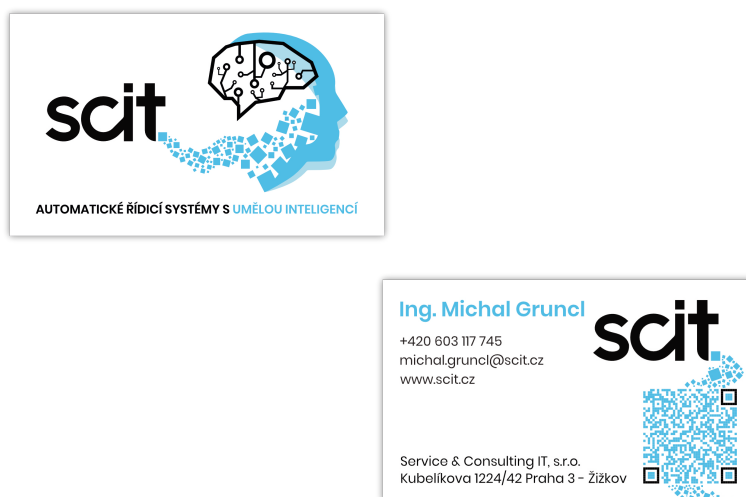 scit.
AUTOMATICKÉ ŘÍDICÍ SYSTÉMY S UMĚLOU INTELIGENCÍ
Ing. Michal Gruncl
scit.
+420 603 117 745
michal.gruncl@scit.cz
www.scit.cz
Service & Consulting IT, s.r.o.
Kubelíkova 1224/42 Praha 3 - Žižkov